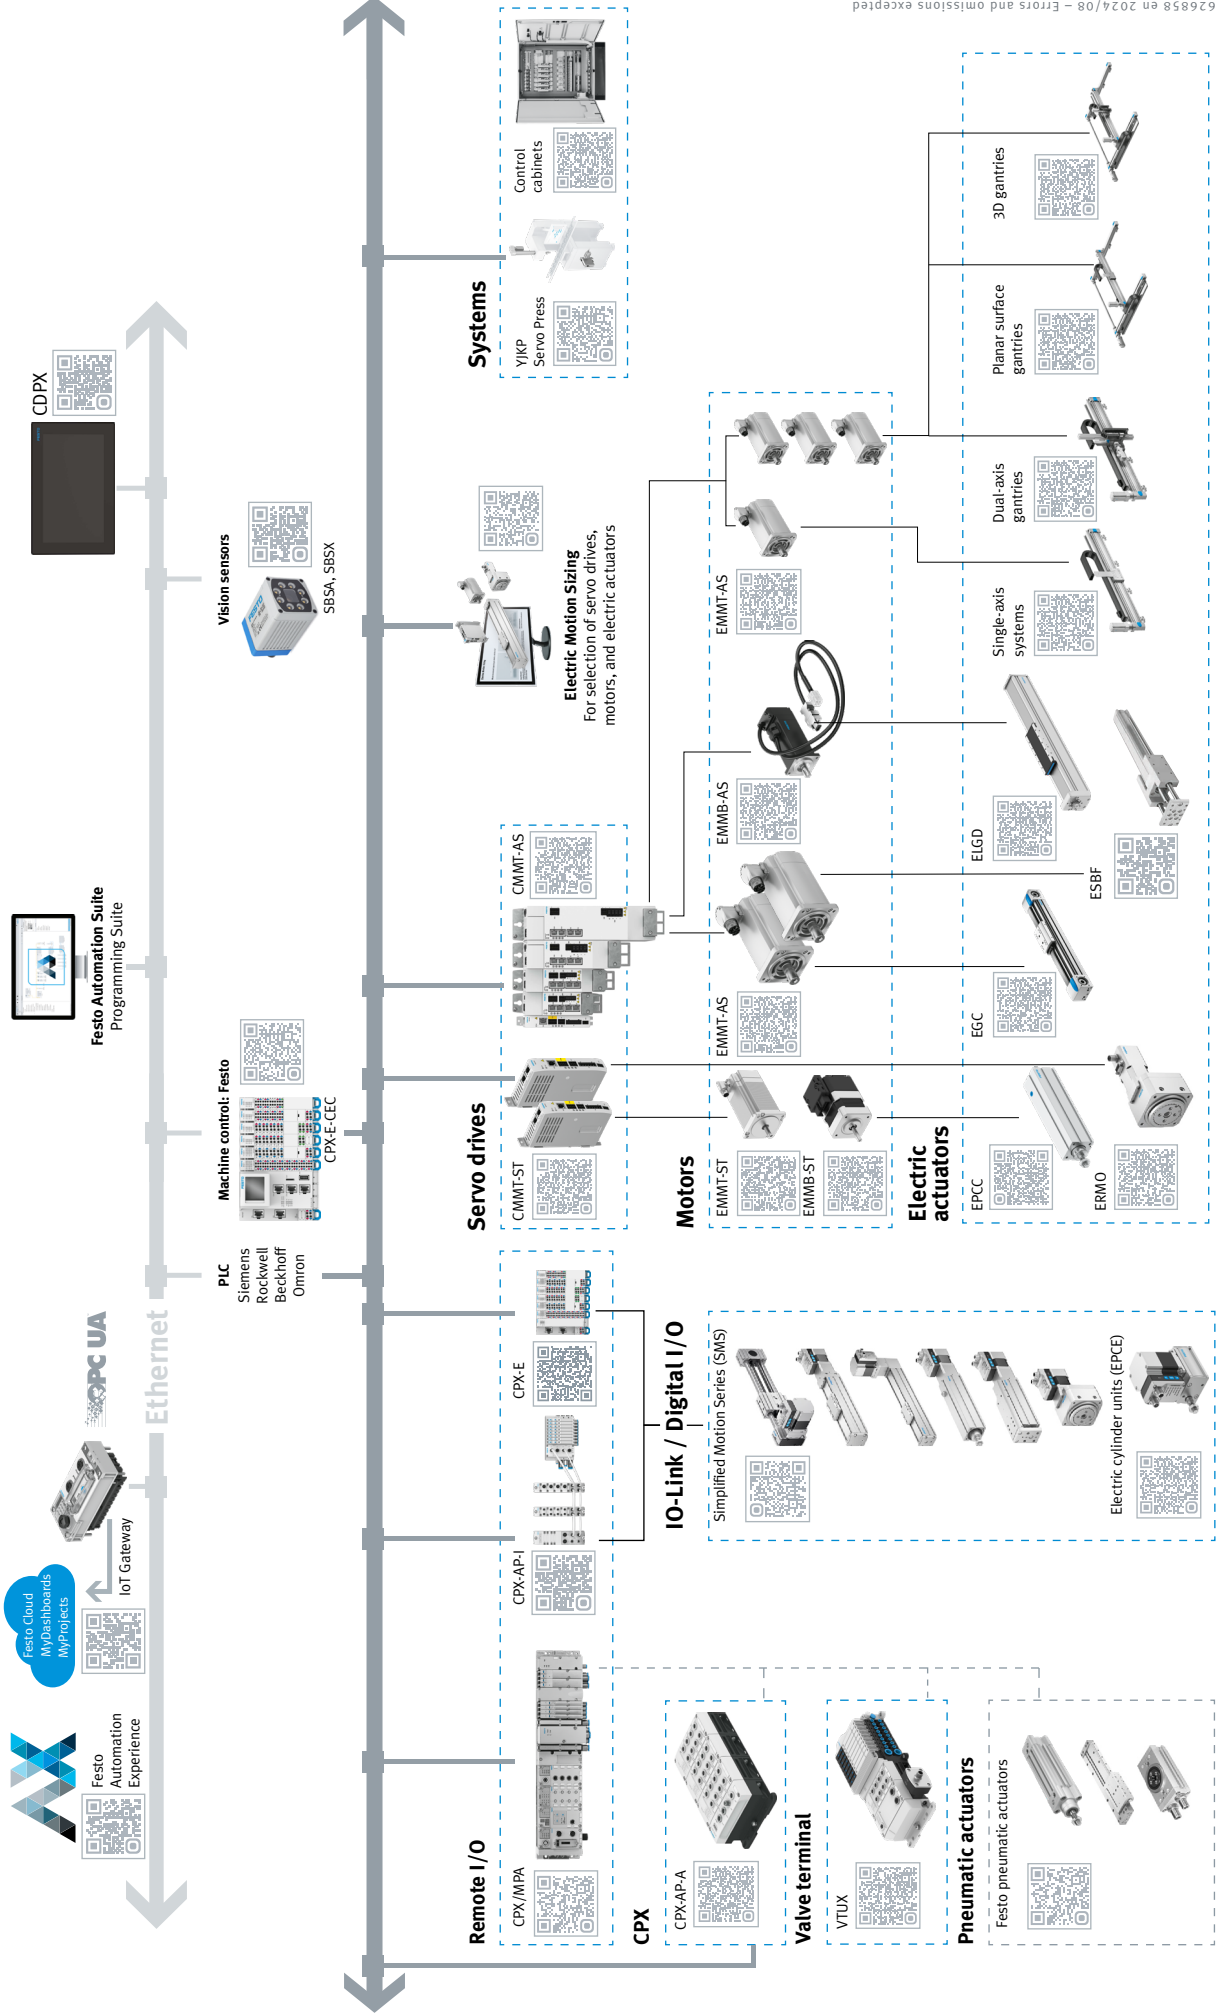 Festo
Automation
Experience
Festo Cloud
MyDashboards
MyProjects
IoT Gateway
OPC UA
Ethernet
Festo Automation Suite
Programming Suite
CDPX
PLC
Siemens
Rockwell
Beckhoff
Omron
Machine control: Festo
CPX-E-CEC
Vision sensors
SBSA, SBSX
Remote I/O
CPX/MPA
CPX-AP-I
CPX-E
Servo drives
CMMT-ST
CMMT-AS
Electric Motion Sizing
For selection of servo drives,
motors, and electric actuators
Systems
YJKP
Servo Press
Control
cabinets
CPX
CPX-AP-A
IO-Link / Digital I/O
Simplified Motion Series (SMS)
Electric cylinder units (EPCE)
Motors
EMMT-ST
EMMB-ST
EMMT-AS
EMMB-AS
EMMT-AS
Valve terminal
VTUX
Electric
actuators
EPCC
ERMO
EGC
ELGD
ESBF
Single-axis
systems
Dual-axis
gantries
Planar surface
gantries
3D gantries
Pneumatic actuators
Festo pneumatic actuators
626858 en 2024/08 – Errors and omissions excepted